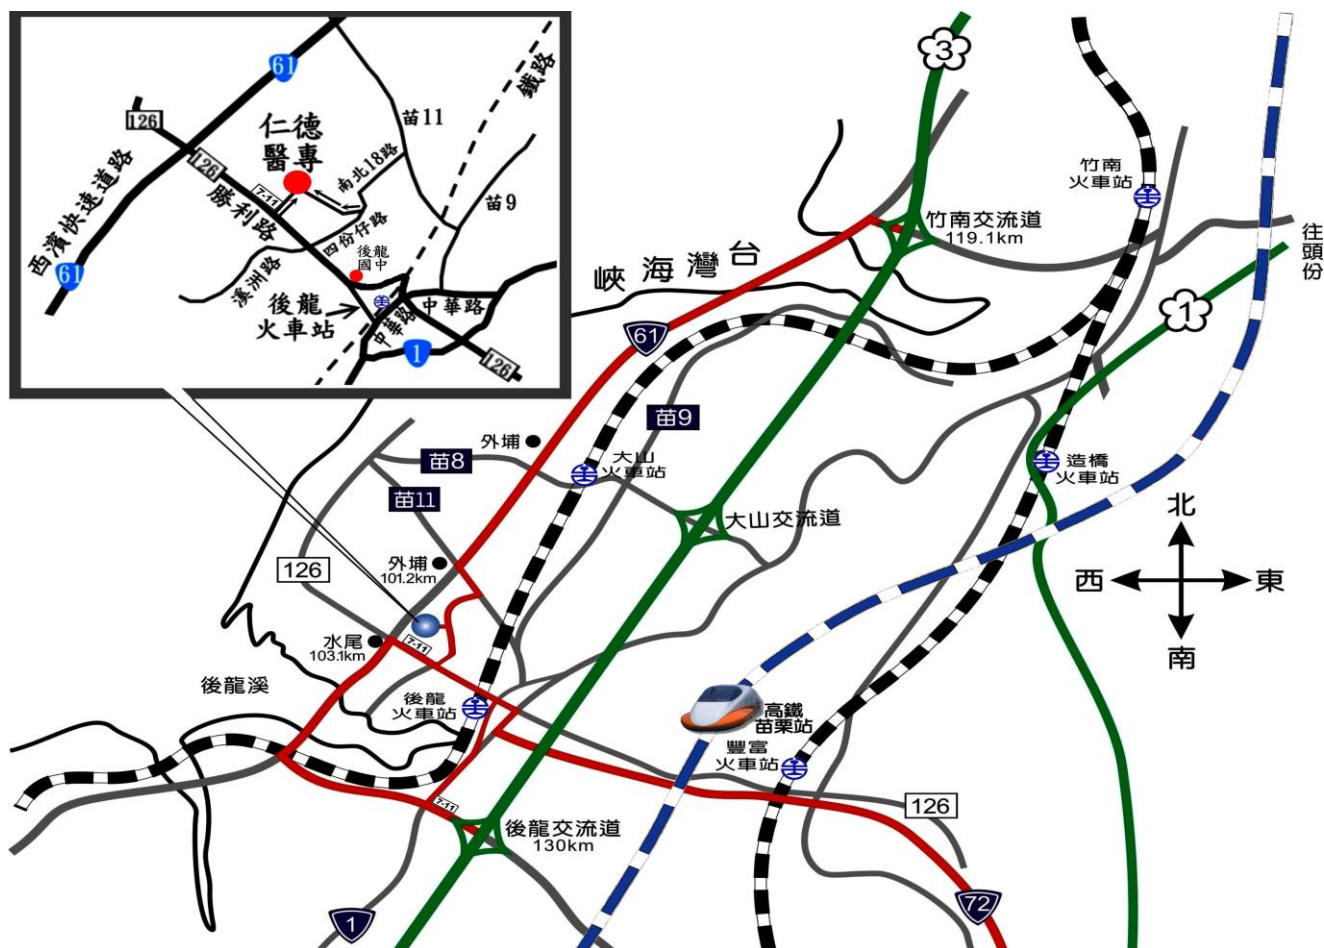 61
鐵路
苗11
126
仁德
醫專
126
南北18路
7-11
西濱快速道路
勝利路
苗9
四份仔路
後龍
國中
61
溪洲路
後龍
火車站
中華路
中華路
1
126
3
竹南
火車站
竹南交流道
119.1km
往頭份
台灣海峽
1
61
苗9
外埔
苗8
大山
火車站
造橋
火車站
苗11
大山交流道
北
外埔
101.2km
126
西
東
水尾
103.1km
7-11
南
後龍溪
後龍
火車站
高鐵
苗栗站
豐富
火車站
126
7-11
後龍交流道
130km
72
1